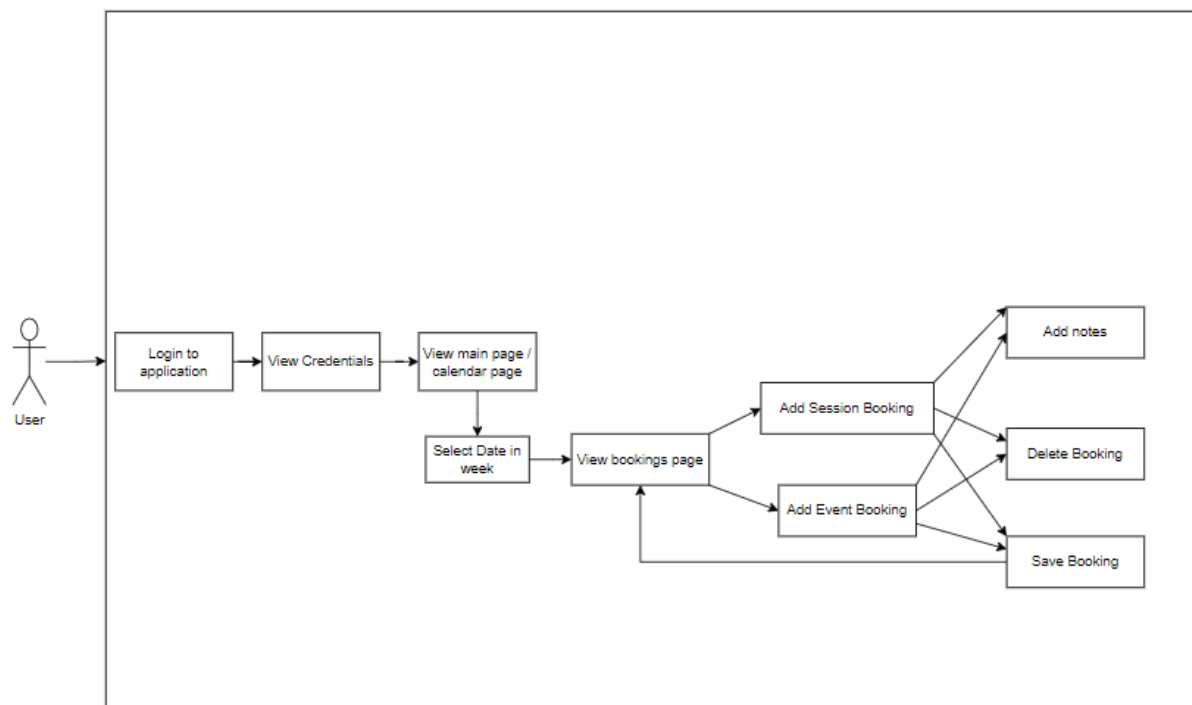 User
Login to
application
View Credentials
View main page /
calendar page
Select Date in
week
View bookings page
Add Session Booking
Add Event Booking
Add notes
Delete Booking
Save Booking